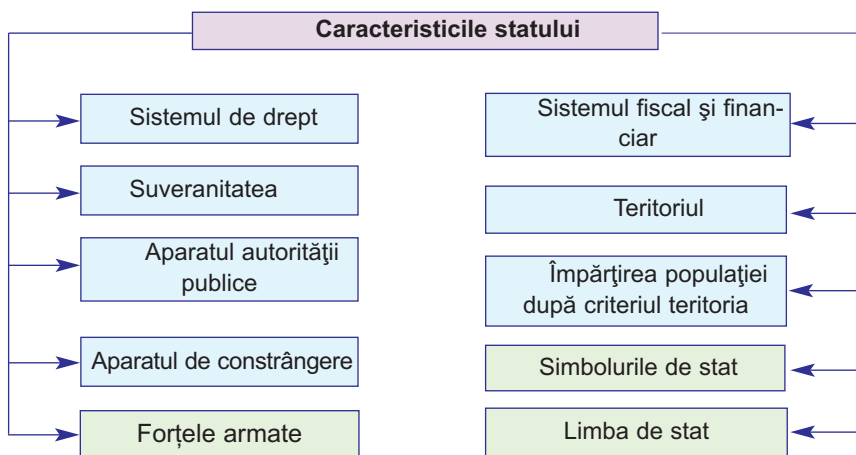 Caracteristicile statului
Sistemul de drept
Suveranitatea
Aparatul autorităţii
publice
Aparatul de constrângere
Forțele armate
Sistemul fiscal şi finan-
ciar
Teritoriul
Împărţirea populaţiei
după criteriul teritoria
Simbolurile de stat
Limba de stat